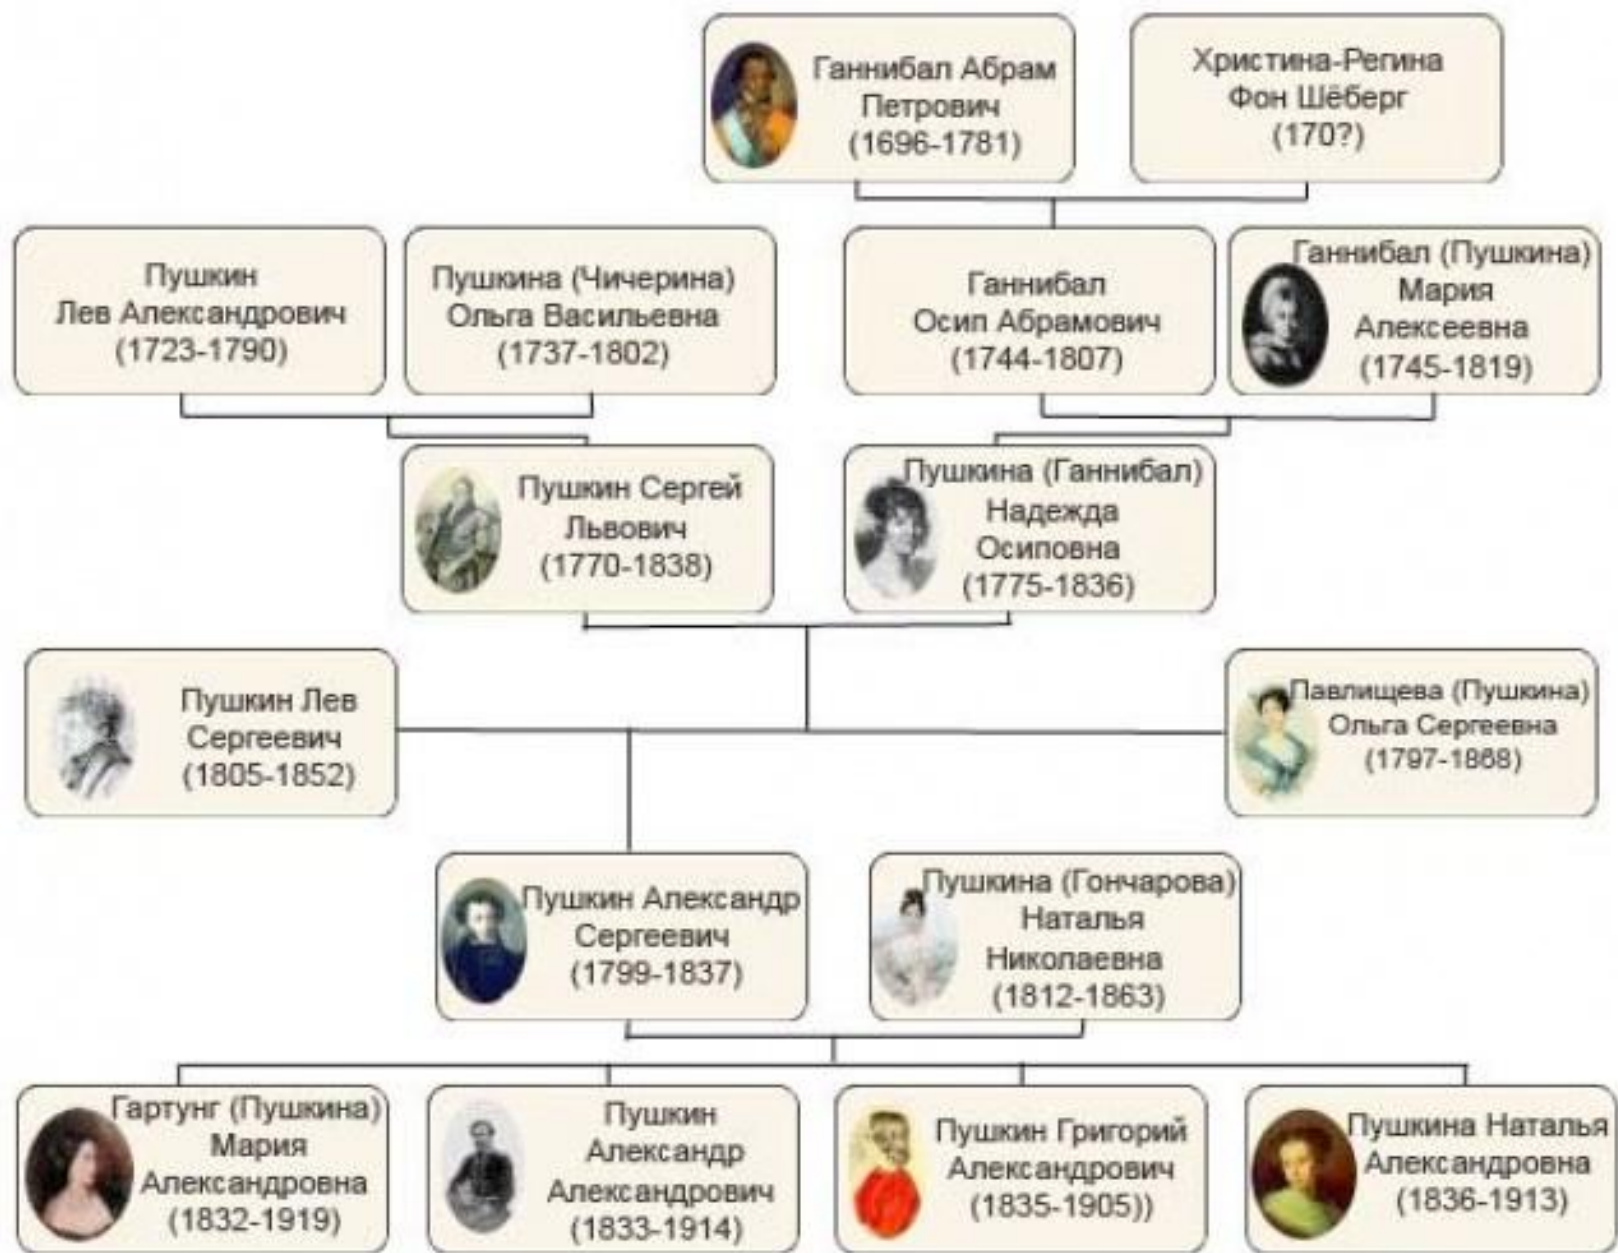 Ганнибал Абрам
Петрович
(1696-1781)
Христина-Регина
Фон Шёберг
(170?)
Пушкин
Лев Александрович
(1723-1790)
Пушкина (Чичерина)
Ольга Васильевна
(1737-1802)
Ганнибал
Осип Абрамович
(1744-1807)
Ганнибал (Пушкина)
Мария
Алексеевна
(1745-1819)
Пушкин Сергей
Львович
(1770-1838)
Пушкина (Ганнибал)
Надежда
Осиповна
(1775-1836)
Пушкин Лев
Сергеевич
(1805-1852)
Павлищева (Пушкина)
Ольга Сергеевна
(1797-1868)
Пушкин Александр
Сергеевич
(1799-1837)
Пушкина (Гончарова)
Наталья
Николаевна
(1812-1863)
Гартунг (Пушкина)
Мария
Александровна
(1832-1919)
Пушкин
Александр
Александрович
(1833-1914)
Пушкин Григорий
Александрович
(1835-1905))
Пушкина Наталья
Александровна
(1836-1913)